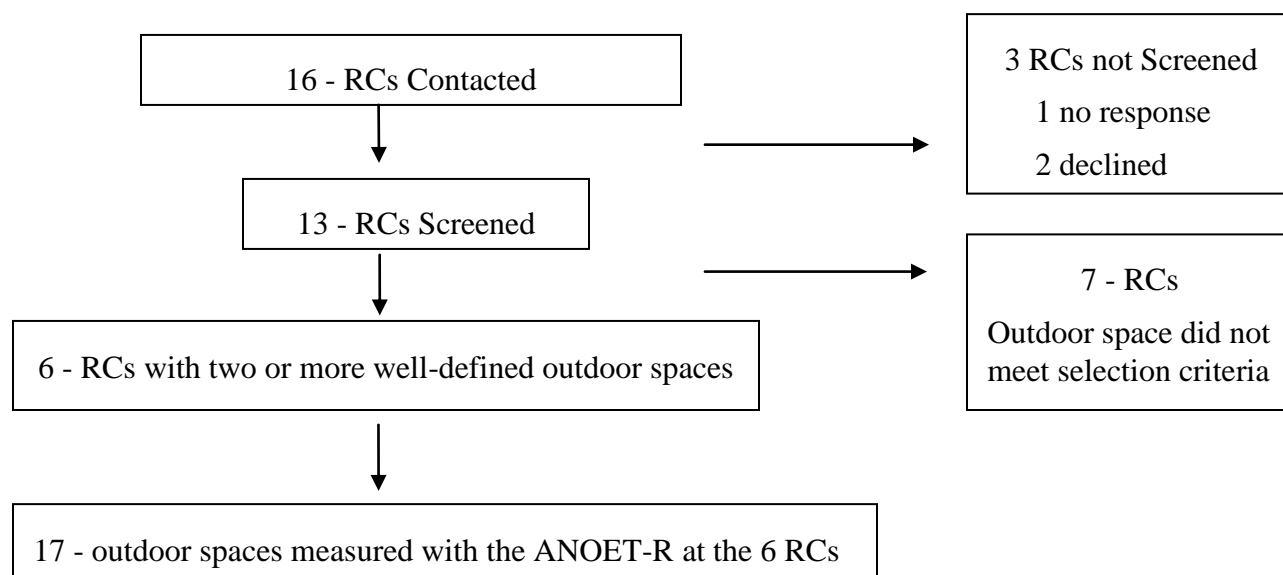 16 - RCs Contacted
3 RCs not Screened
1 no response
2 declined
13 - RCs Screened
7 - RCs
Outdoor space did not
meet selection criteria
6 - RCs with two or more well-defined outdoor spaces
17 - outdoor spaces measured with the ANOET-R at the 6 RCs